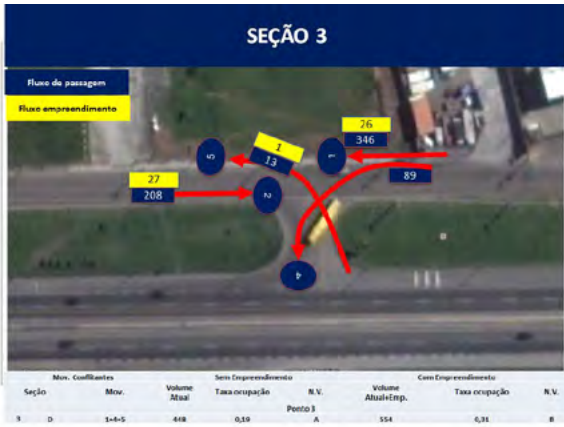 SEÇÃO 3
Fluxo de passagem
Fluxo empreendimento
26
346
1
13
5
1
27
208
2
89
4
Mov. Conflitantes Sem Empreendimento Com Empreendimento
Seção Mov. Volume Atual Taxa ocupação N.V. Volume Atual+Emp. Taxa ocupação N.V.
Ponto 3
3 D 1+4+5 448 0,19 A 554 0,31 B